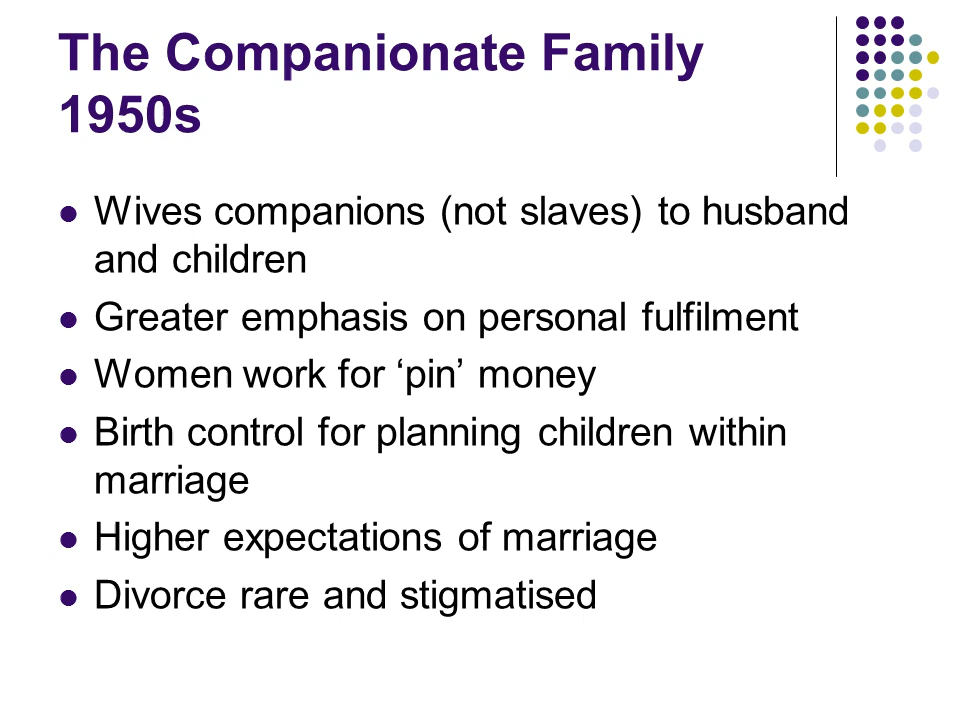 The Companionate Family
1950s
Wives companions (not slaves) to husband
and children
Greater emphasis on personal fulfilment
Women work for ‘pin’ money
Birth control for planning children within
marriage
Higher expectations of marriage
Divorce rare and stigmatised